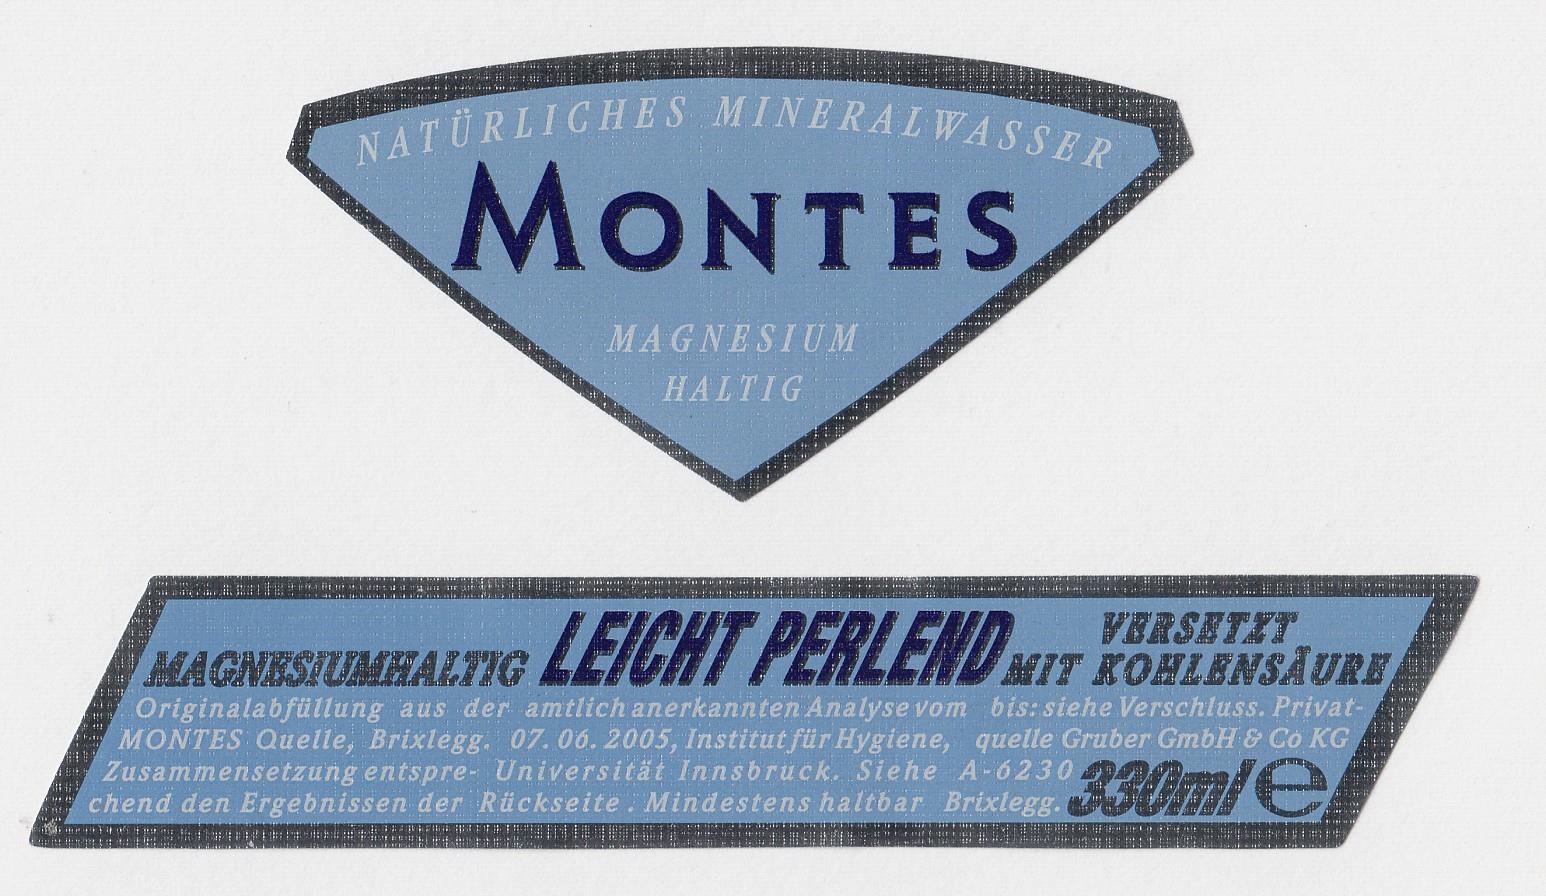 NATÜRLICHES MINERALWASSER
MONTES
MAGNESIUM
HALTIG
MAGNESIUMHALTIG
LEICHT PERLEND
VERSETZT
MIT KOHLENSÄURE
Originalabfüllung aus der
MONTES Quelle, Brixlegg.
Zusammensetzung entspre-
chend den Ergebnissen der
amtlich anerkannten Analyse vom
07. 06. 2005, Institut für Hygiene,
Universität Innsbruck. Siehe
Rückseite. Mindestens haltbar
bis: siehe Verschluss. Privat-
quelle Gruber GmbH & Co KG
A-6230
Brixlegg.
330ml e